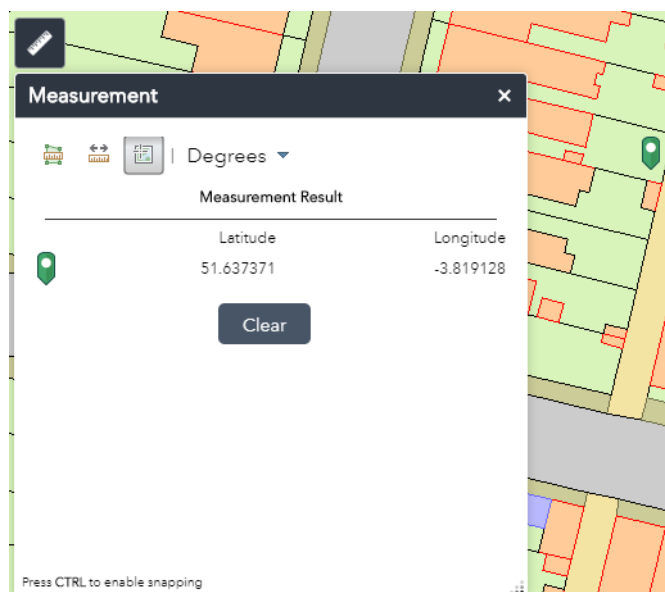 Measurement ×
| Degrees
Measurement Result
Latitude Longitude
51.637371 -3.819128
Clear
Press CTRL to enable snapping